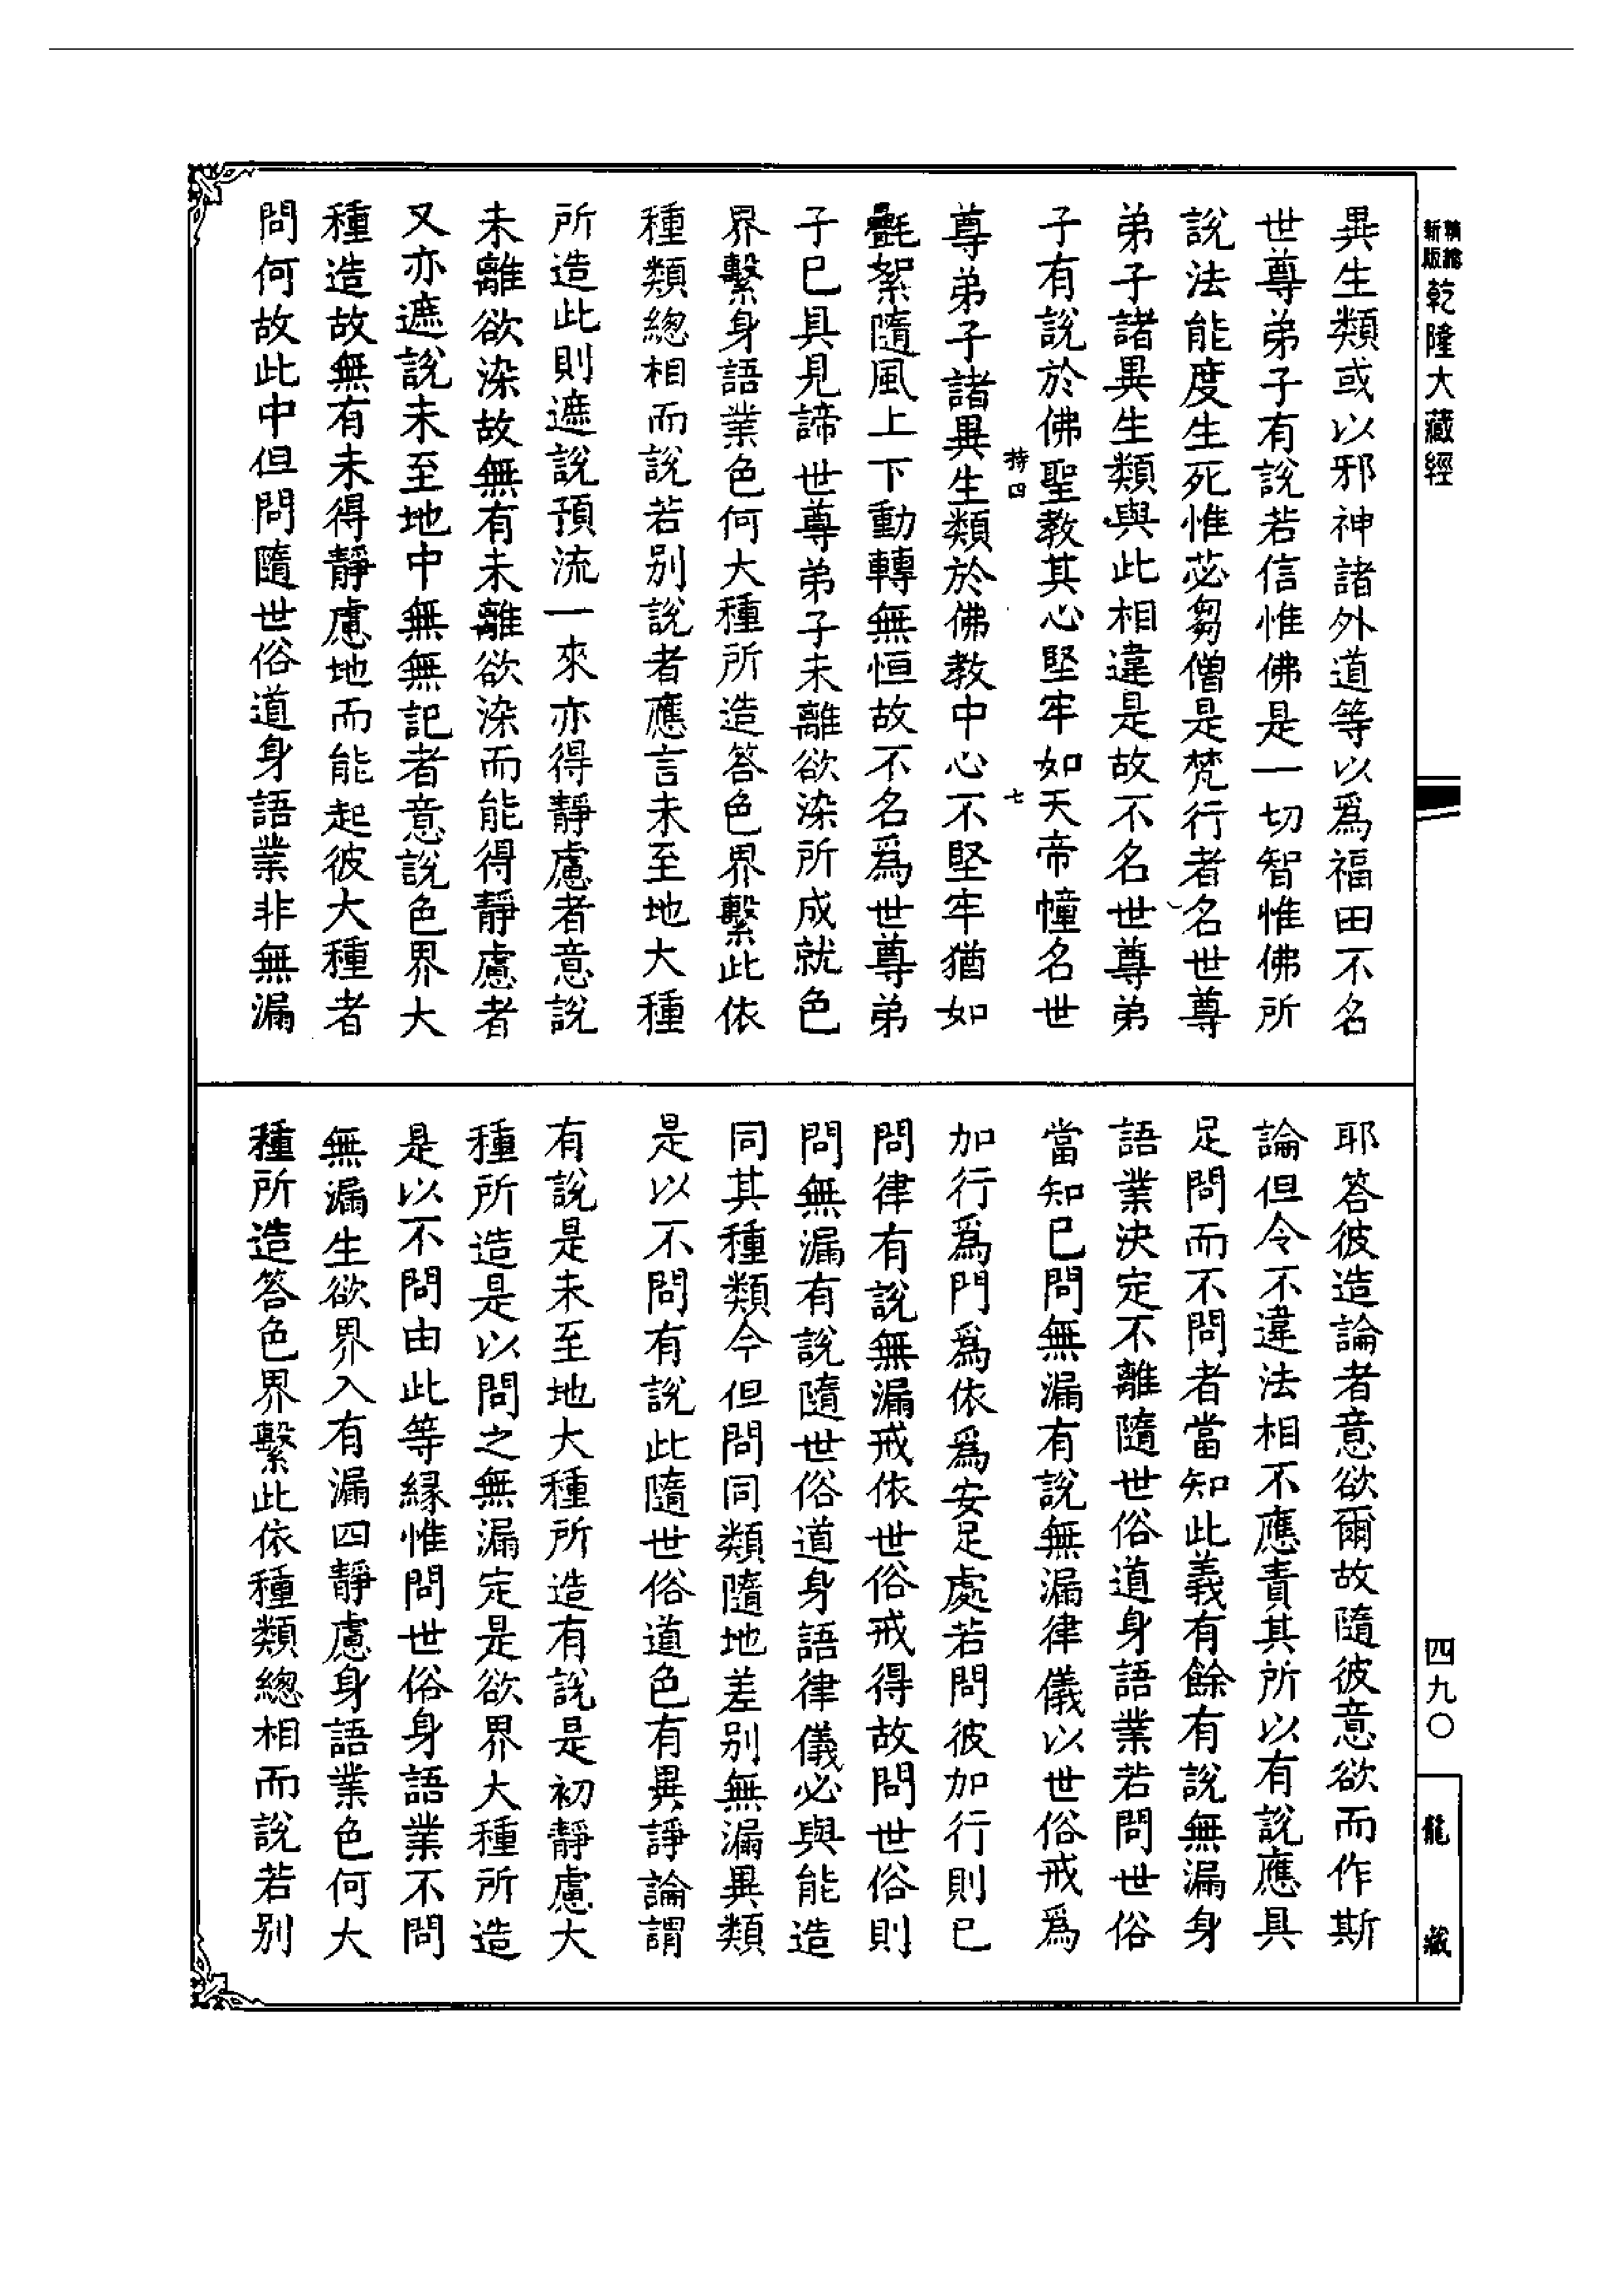 新版
精縮
乾隆大藏經
四九〇
龍藏
異生類或以邪神諸外道等以爲福田不名
世尊弟子有說若信惟佛是一切智惟佛所
說法能度生死惟苾芻僧是梵行者名世尊
弟子諸異生類與此相違是故不名世尊弟
子有說於佛聖教其心堅牢如天帝幢名世
持四
七
尊弟子諸異生類於佛教中心不堅牢猶如
㲲絮隨風上下動轉無恒故不名爲世尊弟
子已具見諦世尊弟子未離欲染所成就色
界繫身語業色何大種所造答色界繫此依
種類總相而說若別說者應言未至地大種
所造此則遮說預流一來亦得靜慮者意說
未離欲染故無有未離欲染而能得靜慮者
又亦遮說未至地中無無記者意說色界大
種造故無有未得靜慮地而能起彼大種者
問何故此中但問隨世俗道身語業非無漏
耶答彼造論者意欲爾故隨彼意欲而作斯
論但令不違法相不應責其所以有說應具
足問而不問者當知此義有餘有說無漏身
語業決定不離隨世俗道身語業若問世俗
當知已問無漏有說無漏律儀以世俗戒爲
加行爲門爲依爲安足處若問彼加行則已
問律有說無漏戒依世俗戒得故問世俗則
問無漏有說隨世俗道身語律儀必與能造
同其種類今但問同類隨地差別無漏異類
是以不問有說此隨世俗道色有異諍論謂
有說是未至地大種所造有說是初靜慮大
種所造是以問之無漏定是欲界大種所造
是以不問由此等緣惟問世俗身語業不問
無漏生欲界入有漏四靜慮身語業色何大
種所造答色界繫此依種類總相而說若別